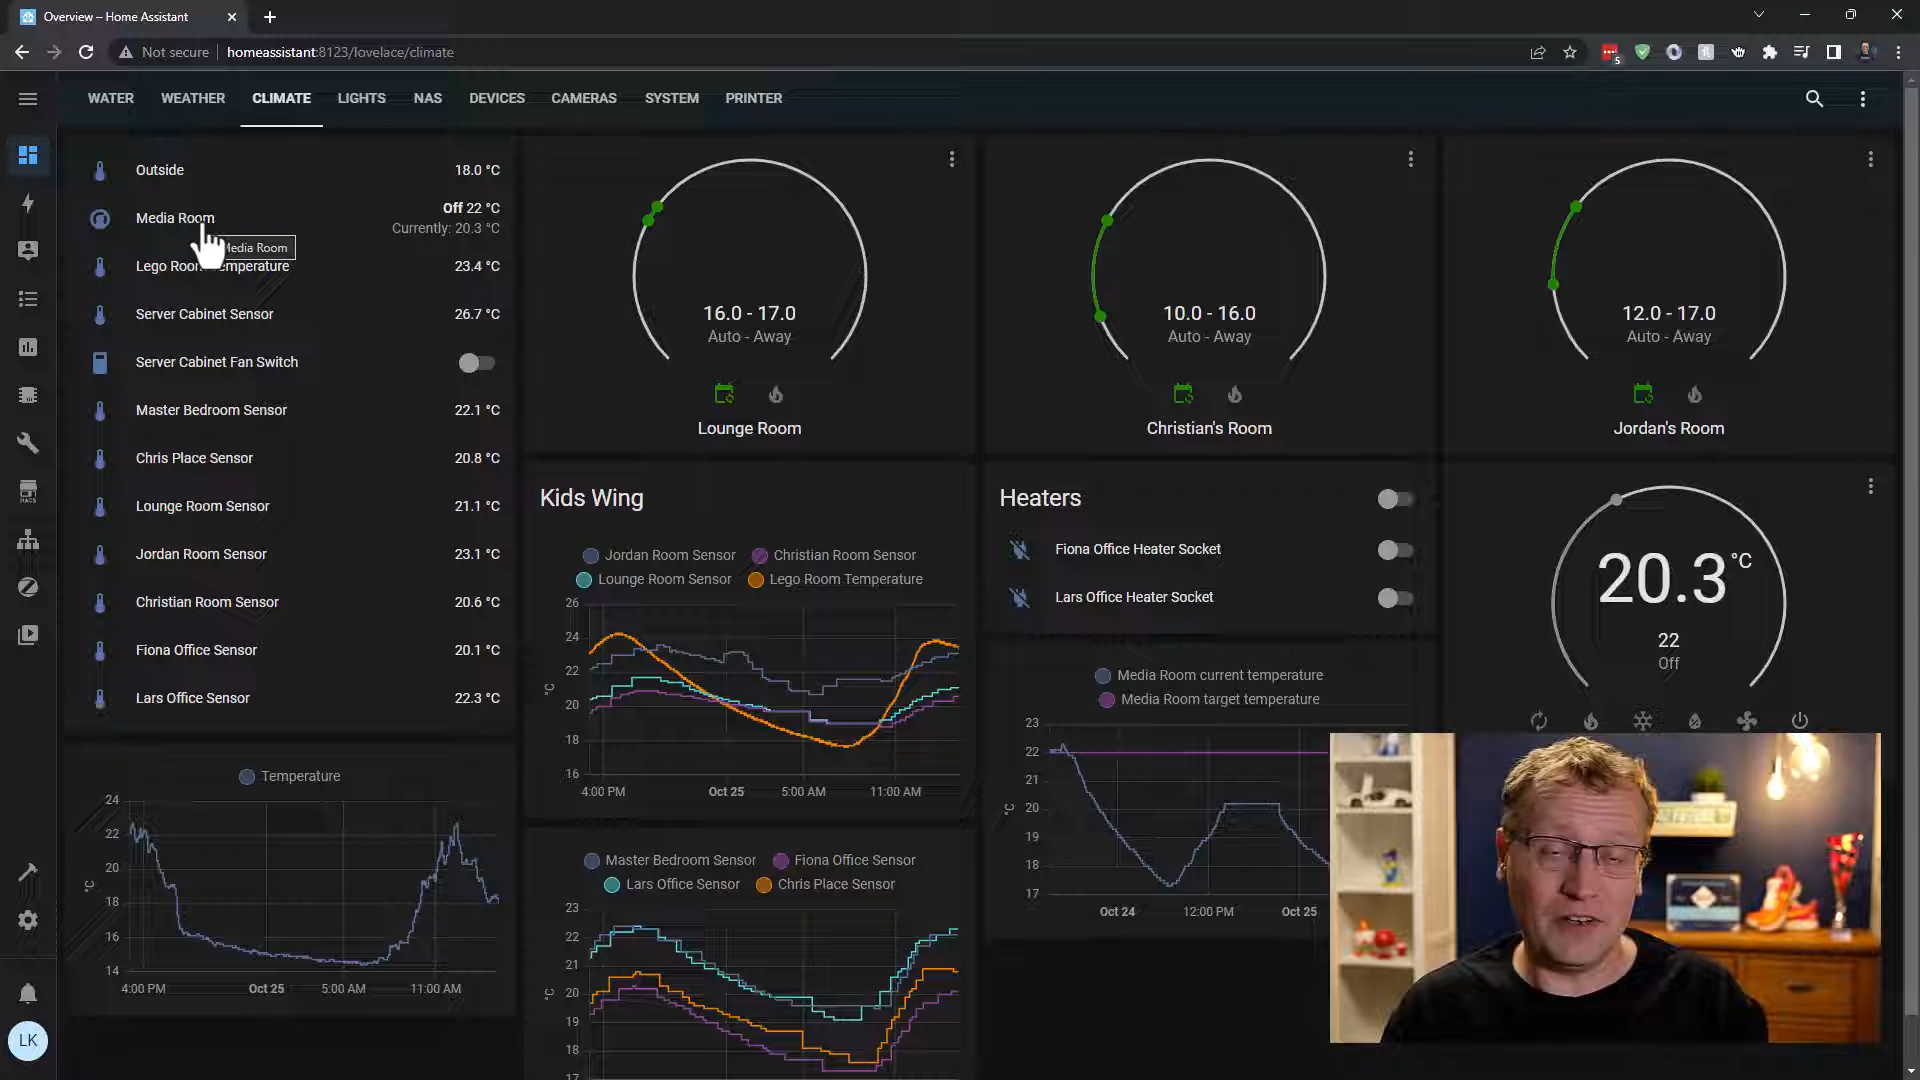 Overview – Home Assistant
Not secure
homeassistant:8123/lovelace/climate
5
WATER
WEATHER
CLIMATE
LIGHTS
NAS
DEVICES
CAMERAS
SYSTEM
PRINTER
Outside 18.0 °C
Media Room Off 22 °C
Currently: 20.3 °C
Media Room
Lego Room Temperature 23.4 °C
Server Cabinet Sensor 26.7 °C
Server Cabinet Fan Switch
Master Bedroom Sensor 22.1 °C
Chris Place Sensor 20.8 °C
Lounge Room Sensor 21.1 °C
Jordan Room Sensor 23.1 °C
Christian Room Sensor 20.6 °C
Fiona Office Sensor 20.1 °C
Lars Office Sensor 22.3 °C
HACS
LK
Temperature
24
22
20
18
16
14
°C
4:00 PM Oct 25 5:00 AM 11:00 AM
16.0 - 17.0
Auto - Away
Lounge Room
Kids Wing
Jordan Room Sensor Christian Room Sensor
Lounge Room Sensor Lego Room Temperature
26
24
22
20
18
16
°C
4:00 PM Oct 25 5:00 AM 11:00 AM
Master Bedroom Sensor Fiona Office Sensor
Lars Office Sensor Chris Place Sensor
23
22
21
20
19
18
17
°C
10.0 - 16.0
Auto - Away
Christian's Room
Heaters
Fiona Office Heater Socket
Lars Office Heater Socket
Media Room current temperature
Media Room target temperature
23
22
21
20
19
18
17
°C
Oct 24 12:00 PM Oct 25
12.0 - 17.0
Auto - Away
Jordan's Room
20.3 °C
22
Off